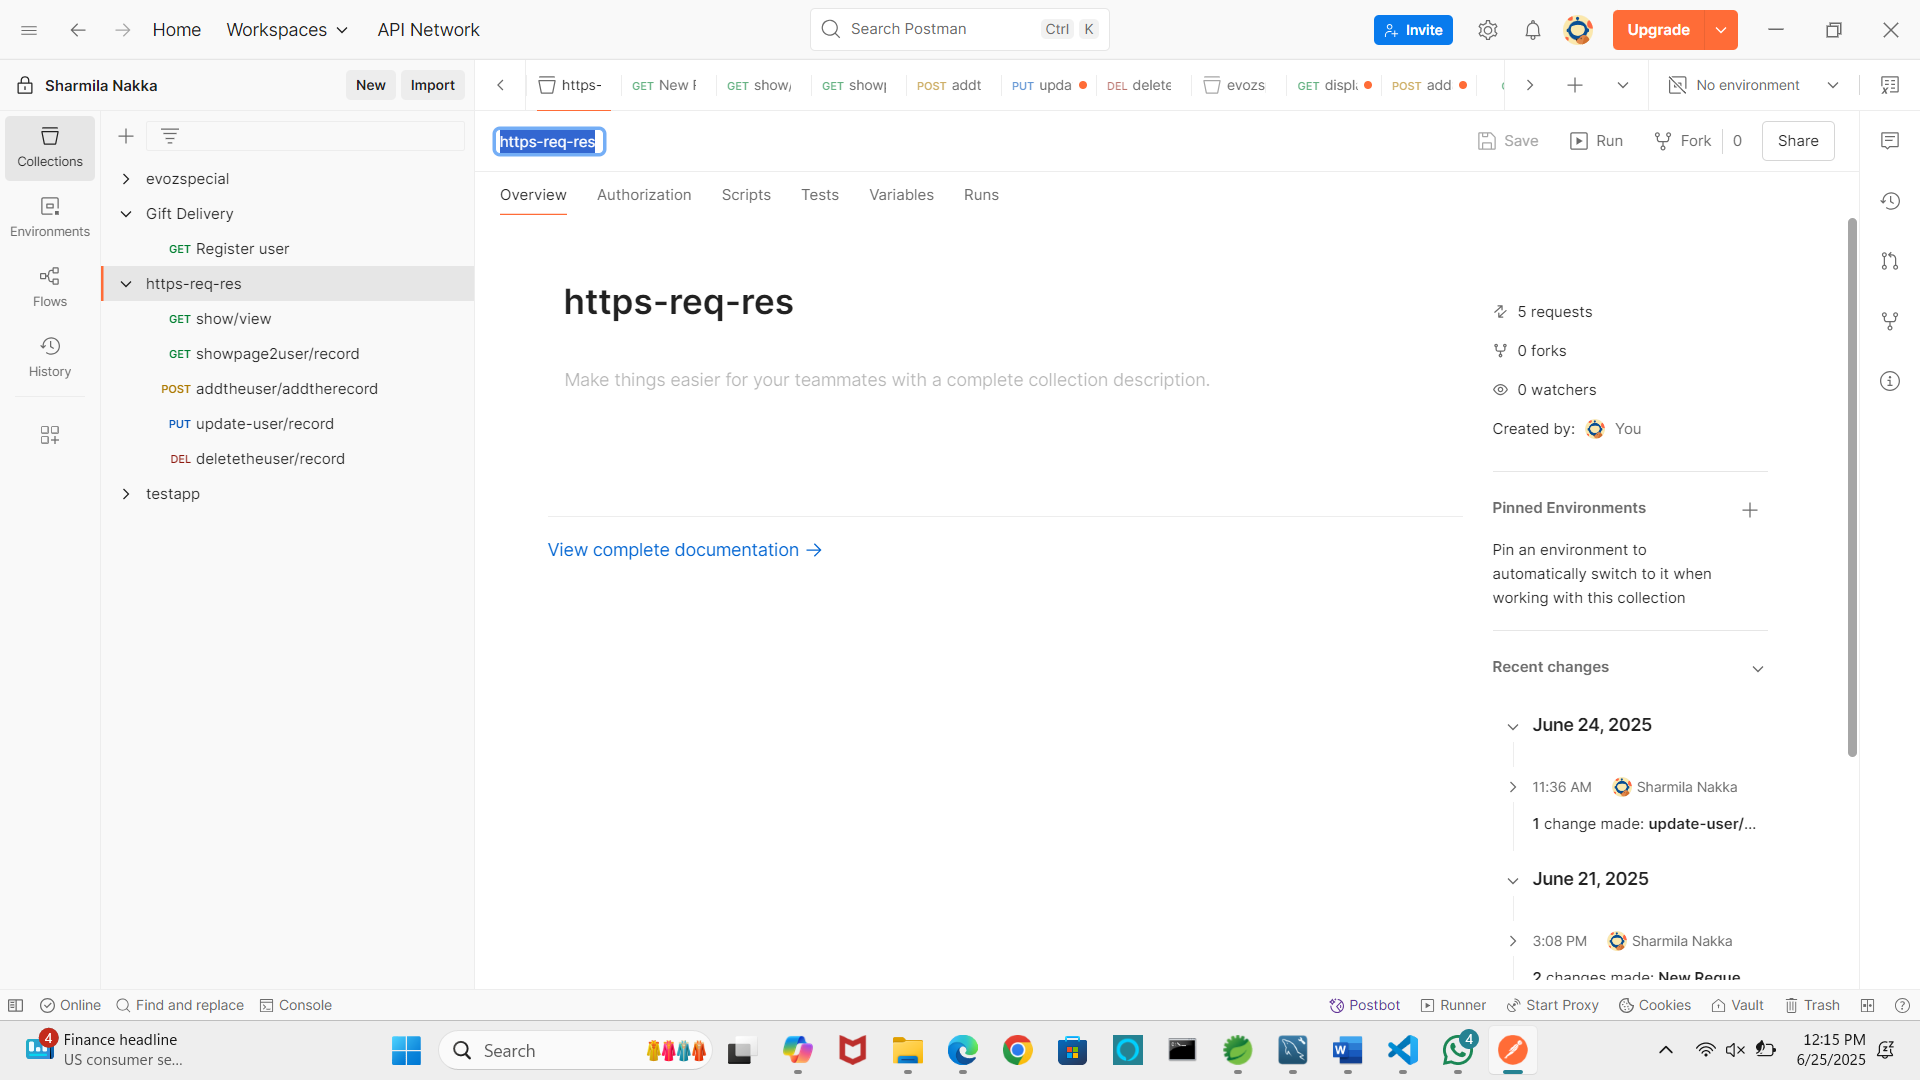 Home
Workspaces
API Network
Search Postman
Ctrl
K
Invite
Upgrade
Sharmila Nakka
New
Import
https-
GET New F
GET show/
GET showp
POST addt
PUT upda
DEL delete
evozs
GET displ
POST add
No environment
Collections
Environments
Flows
History
evozspecial
Gift Delivery
GET Register user
https-req-res
GET show/view
GET showpage2user/record
POST addtheuser/addtherecord
PUT update-user/record
DEL deletetheuser/record
testapp
https-req-res
Save
Run
Fork
0
Share
Overview
Authorization
Scripts
Tests
Variables
Runs
https-req-res
Make things easier for your teammates with a complete collection description.
View complete documentation →
5 requests
0 forks
0 watchers
Created by:
You
Pinned Environments
Pin an environment to
automatically switch to it when
working with this collection
Recent changes
June 24, 2025
11:36 AM
Sharmila Nakka
1 change made: update-user/...
June 21, 2025
3:08 PM
Sharmila Nakka
2 changes made: New Reque
Online
Find and replace
Console
Postbot
Runner
Start Proxy
Cookies
Vault
Trash
4
Finance headline
US consumer se...
Search
4
12:15 PM
6/25/2025